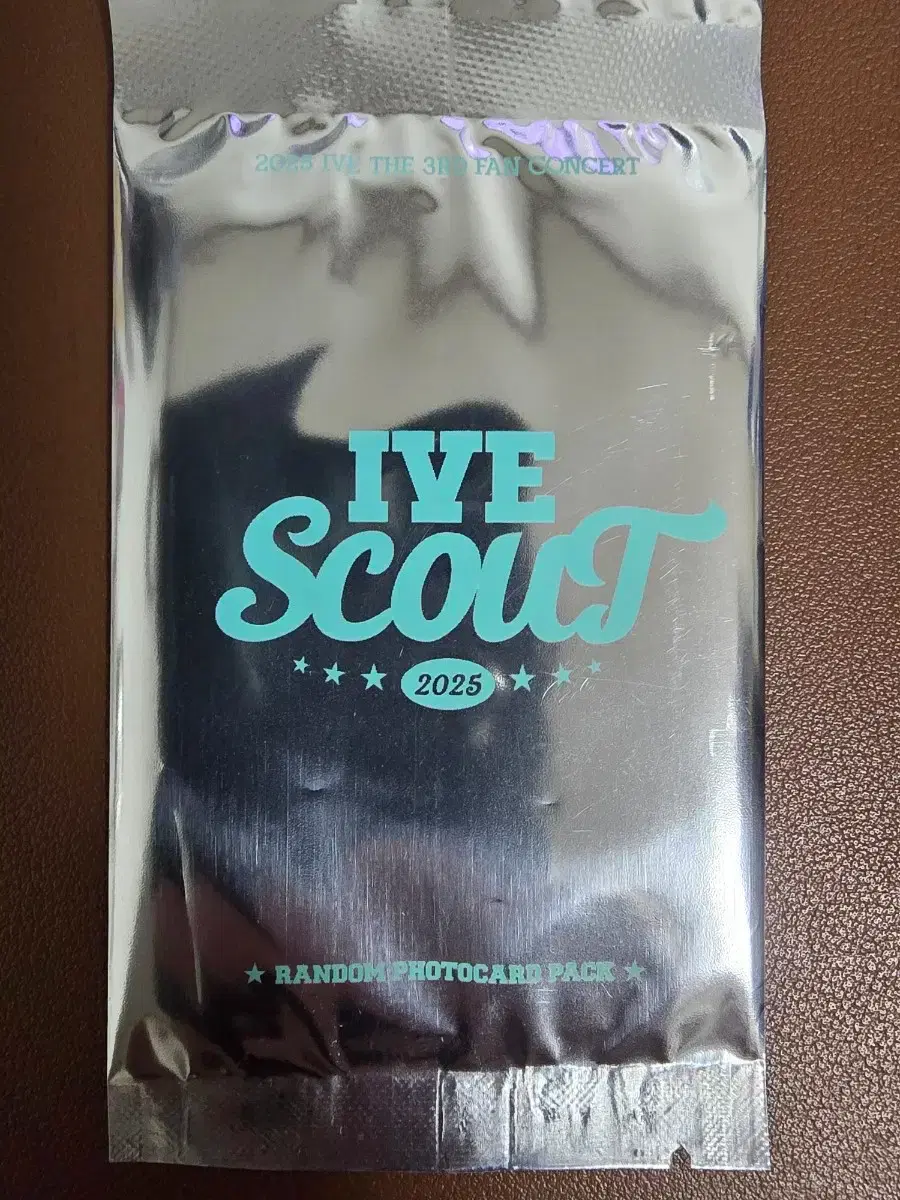 2025 IVE THE 3RD FAN CONCERT
IVE
Scout
2025
★ RANDOM PHOTOCARD PACK ★